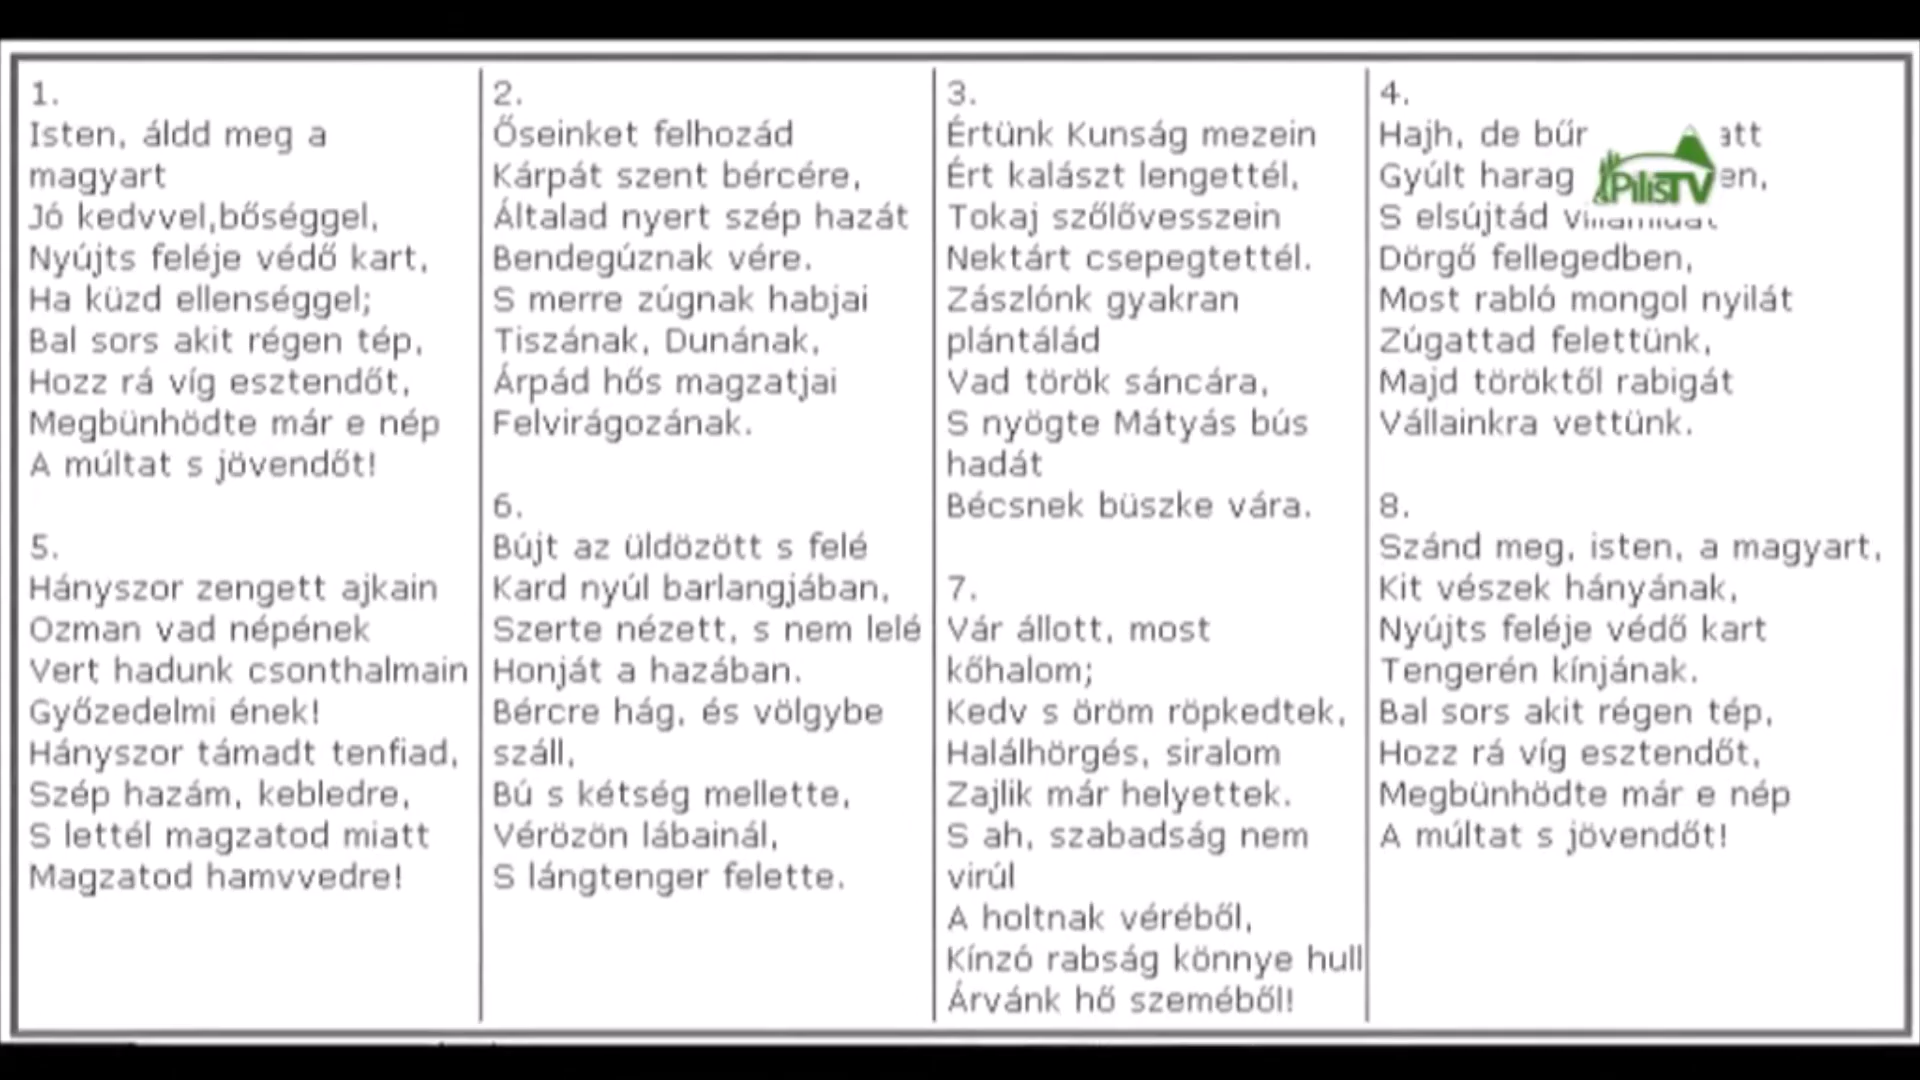 1.
Isten, áldd meg a
magyart
Jó kedvvel,bőséggel,
Nyújts feléje védő kart,
Ha küzd ellenséggel;
Bal sors akit régen tép,
Hozz rá víg esztendőt,
Megbünhödte már e nép
A múltat s jövendőt!
5.
Hányszor zengett ajkain
Ozman vad népének
Vert hadunk csonthalmain
Győzedelmi ének!
Hányszor támadt tenfiad,
Szép hazám, kebledre,
S lettél magzatod miatt
Magzatod hamvvedre!
2.
Őseinket felhozád
Kárpát szent bércére,
Általad nyert szép hazát
Bendegúznak vére.
S merre zúgnak habjai
Tiszának, Dunának,
Árpád hős magzatjai
Felvirágozának.
6.
Bújt az üldözött s felé
Kard nyúl barlangjában,
Szerte nézett, s nem lelé
Honját a hazában.
Bércre hág, és völgybe
száll,
Bú s kétség mellette,
Vérözön lábainál,
S lángtenger felette.
3.
Értünk Kunság mezein
Ért kalászt lengettél,
Tokaj szőlővesszein
Nektárt csepegtettél.
Zászlónk gyakran
plántálád
Vad török sáncára,
S nyögte Mátyás bús
hadát
Bécsnek büszke vára.
7.
Vár állott, most
kőhalom;
Kedv s öröm röpkedtek,
Halálhörgés, siralom
Zajlik már helyettek.
S ah, szabadság nem
virúl
A holtnak véréből,
Kínzó rabság könnye hull
Árvánk hő szeméből!
4.
Hajh, de bűr att
Gyúlt harag en,
S elsújtád
Dörgő fellegedben,
Most rabló mongol nyilát
Zúgattad felettünk,
Majd töröktől rabigát
Vállainkra vettünk.
8.
Szánd meg, isten, a magyart,
Kit vészek hányának,
Nyújts feléje védő kart
Tengerén kínjának.
Bal sors akit régen tép,
Hozz rá víg esztendőt,
Megbünhödte már e nép
A múltat s jövendőt!
PilisTV